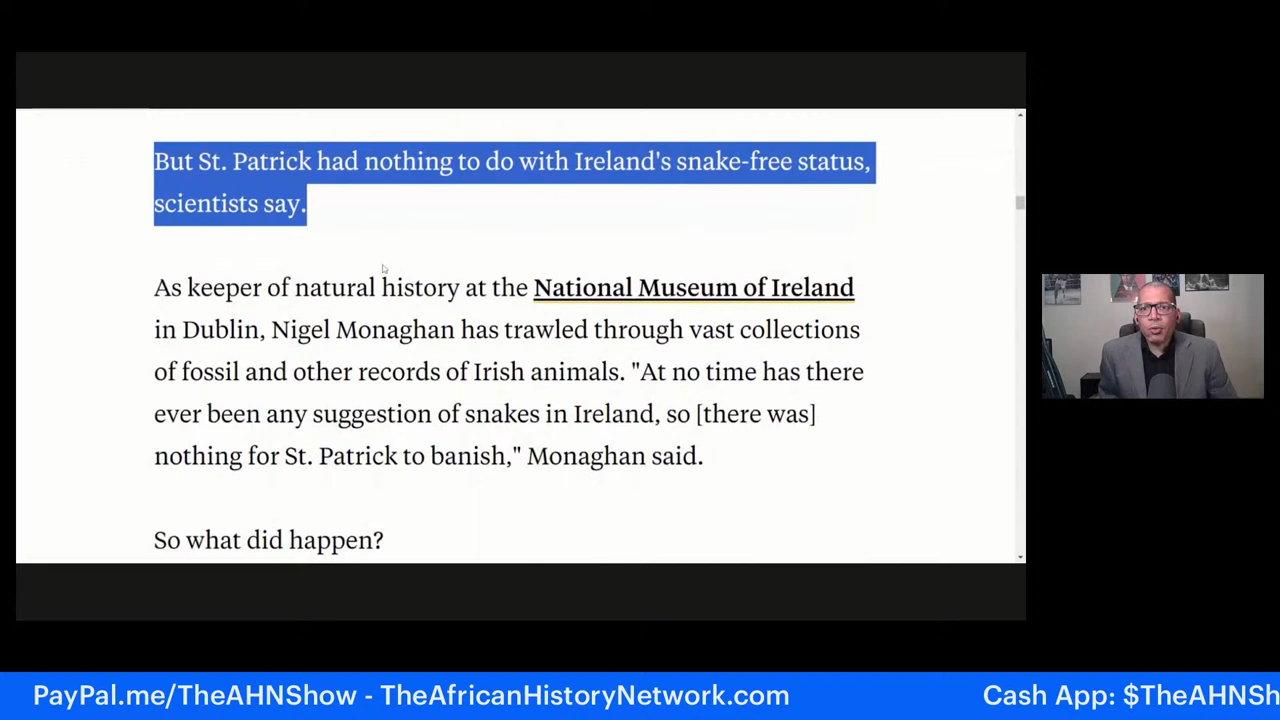 But St. Patrick had nothing to do with Ireland's snake-free status,
scientists say.
As keeper of natural history at the National Museum of Ireland
in Dublin, Nigel Monaghan has trawled through vast collections
of fossil and other records of Irish animals. "At no time has there
ever been any suggestion of snakes in Ireland, so [there was]
nothing for St. Patrick to banish," Monaghan said.
So what did happen?
PayPal.me/TheAHNShow - TheAfricanHistoryNetwork.com
Cash App: $TheAHNSh